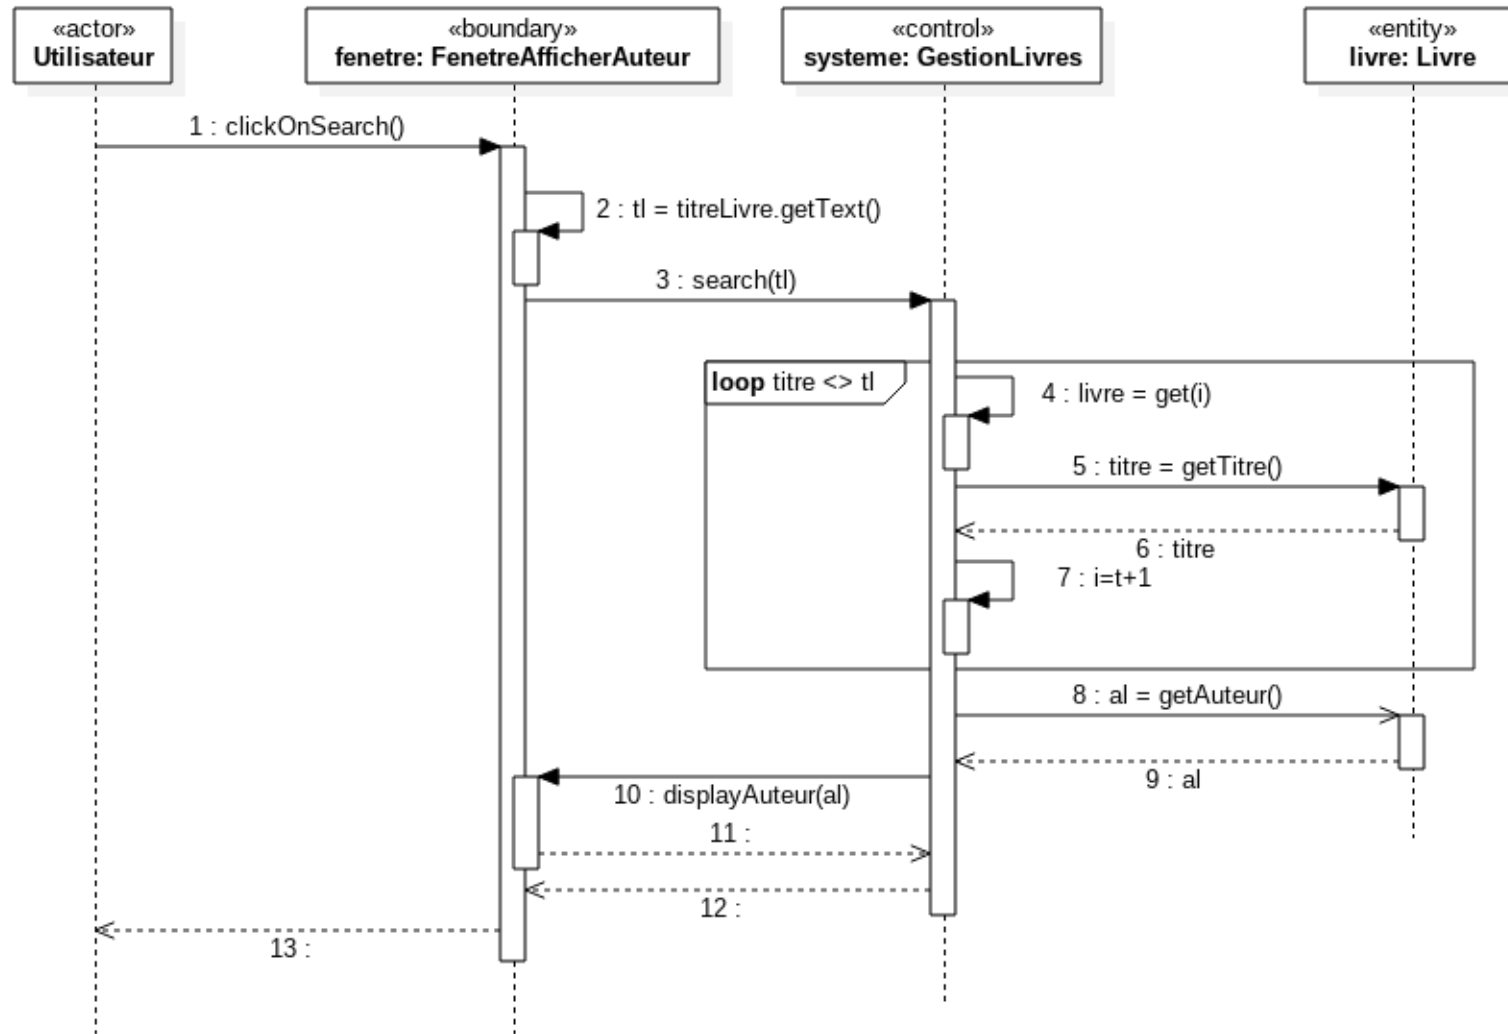 «actor»
Utilisateur
«boundary»
fenetre: FenetreAfficherAuteur
«control»
systeme: GestionLivres
«entity»
livre: Livre
1 : clickOnSearch()
2 : tl = titreLivre.getText()
3 : search(tl)
loop titre <> tl
4 : livre = get(i)
5 : titre = getTitre()
6 : titre
7 : i=t+1
8 : al = getAuteur()
9 : al
10 : displayAuteur(al)
11 :
12 :
13 :